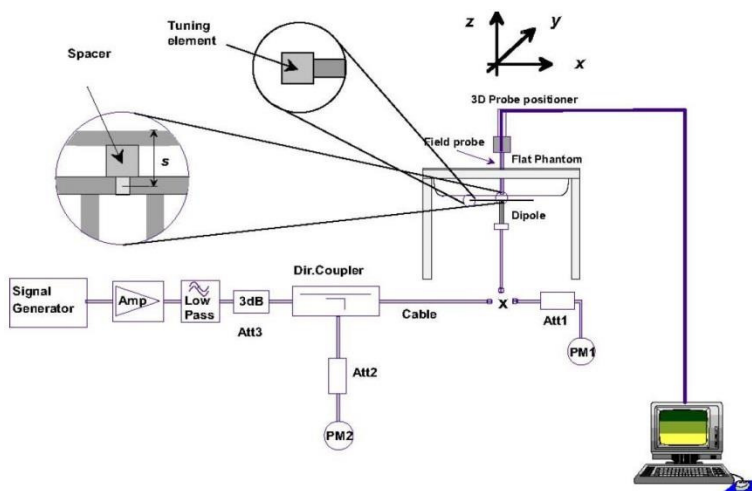 Tuning
element
Spacer
s
z
y
x
3D Probe positioner
Field probe
Flat Phantom
Dipole
Dir.Coupler
Signal
Generator
Amp
Low
Pass
3dB
Att3
Cable
x
Att1
PM1
Att2
PM2